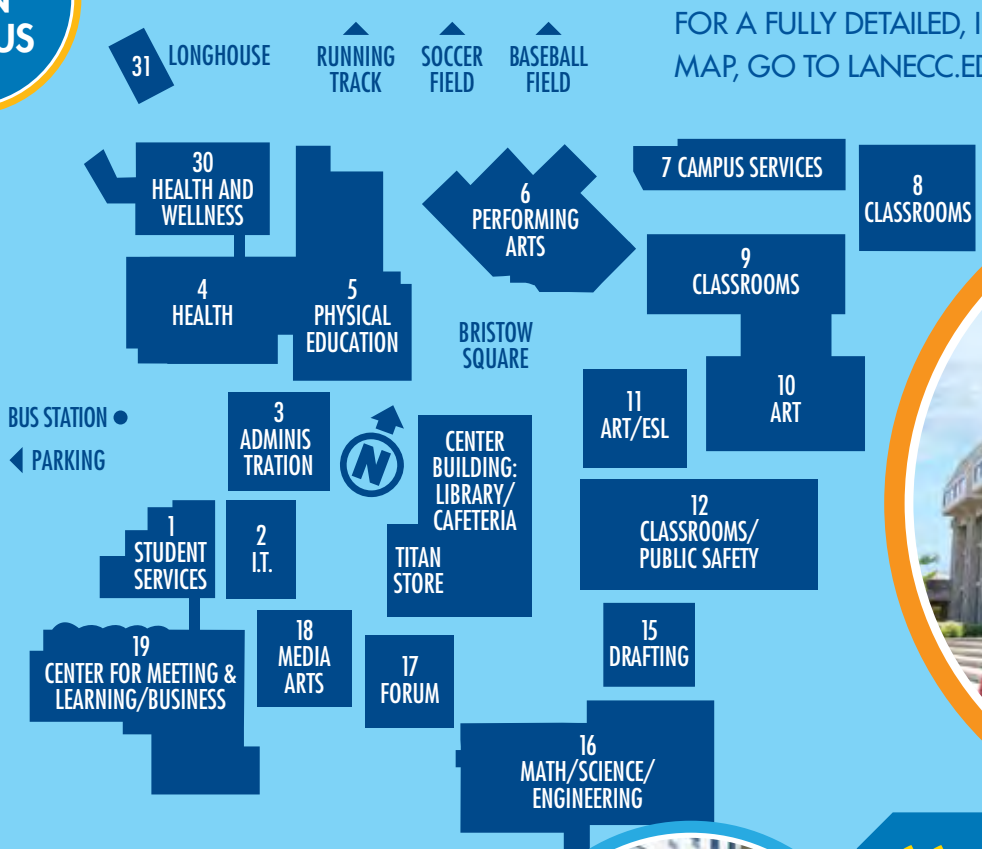 N
US
FOR A FULLY DETAILED, I
MAP, GO TO LANECC.ED
31
LONGHOUSE
RUNNING
TRACK
SOCCER
FIELD
BASEBALL
FIELD
30
HEALTH AND
WELLNESS
6
PERFORMING
ARTS
7 CAMPUS SERVICES
8
CLASSROOMS
9
CLASSROOMS
4
HEALTH
5
PHYSICAL
EDUCATION
BRISTOW
SQUARE
10
ART
11
ART/ESL
BUS STATION
PARKING
3
ADMINIS
TRATION
N
CENTER
BUILDING:
LIBRARY/
CAFETERIA
TITAN
STORE
12
CLASSROOMS/
PUBLIC SAFETY
1
STUDENT
SERVICES
2
I.T.
15
DRAFTING
19
CENTER FOR MEETING &
LEARNING/BUSINESS
18
MEDIA
ARTS
17
FORUM
16
MATH/SCIENCE/
ENGINEERING